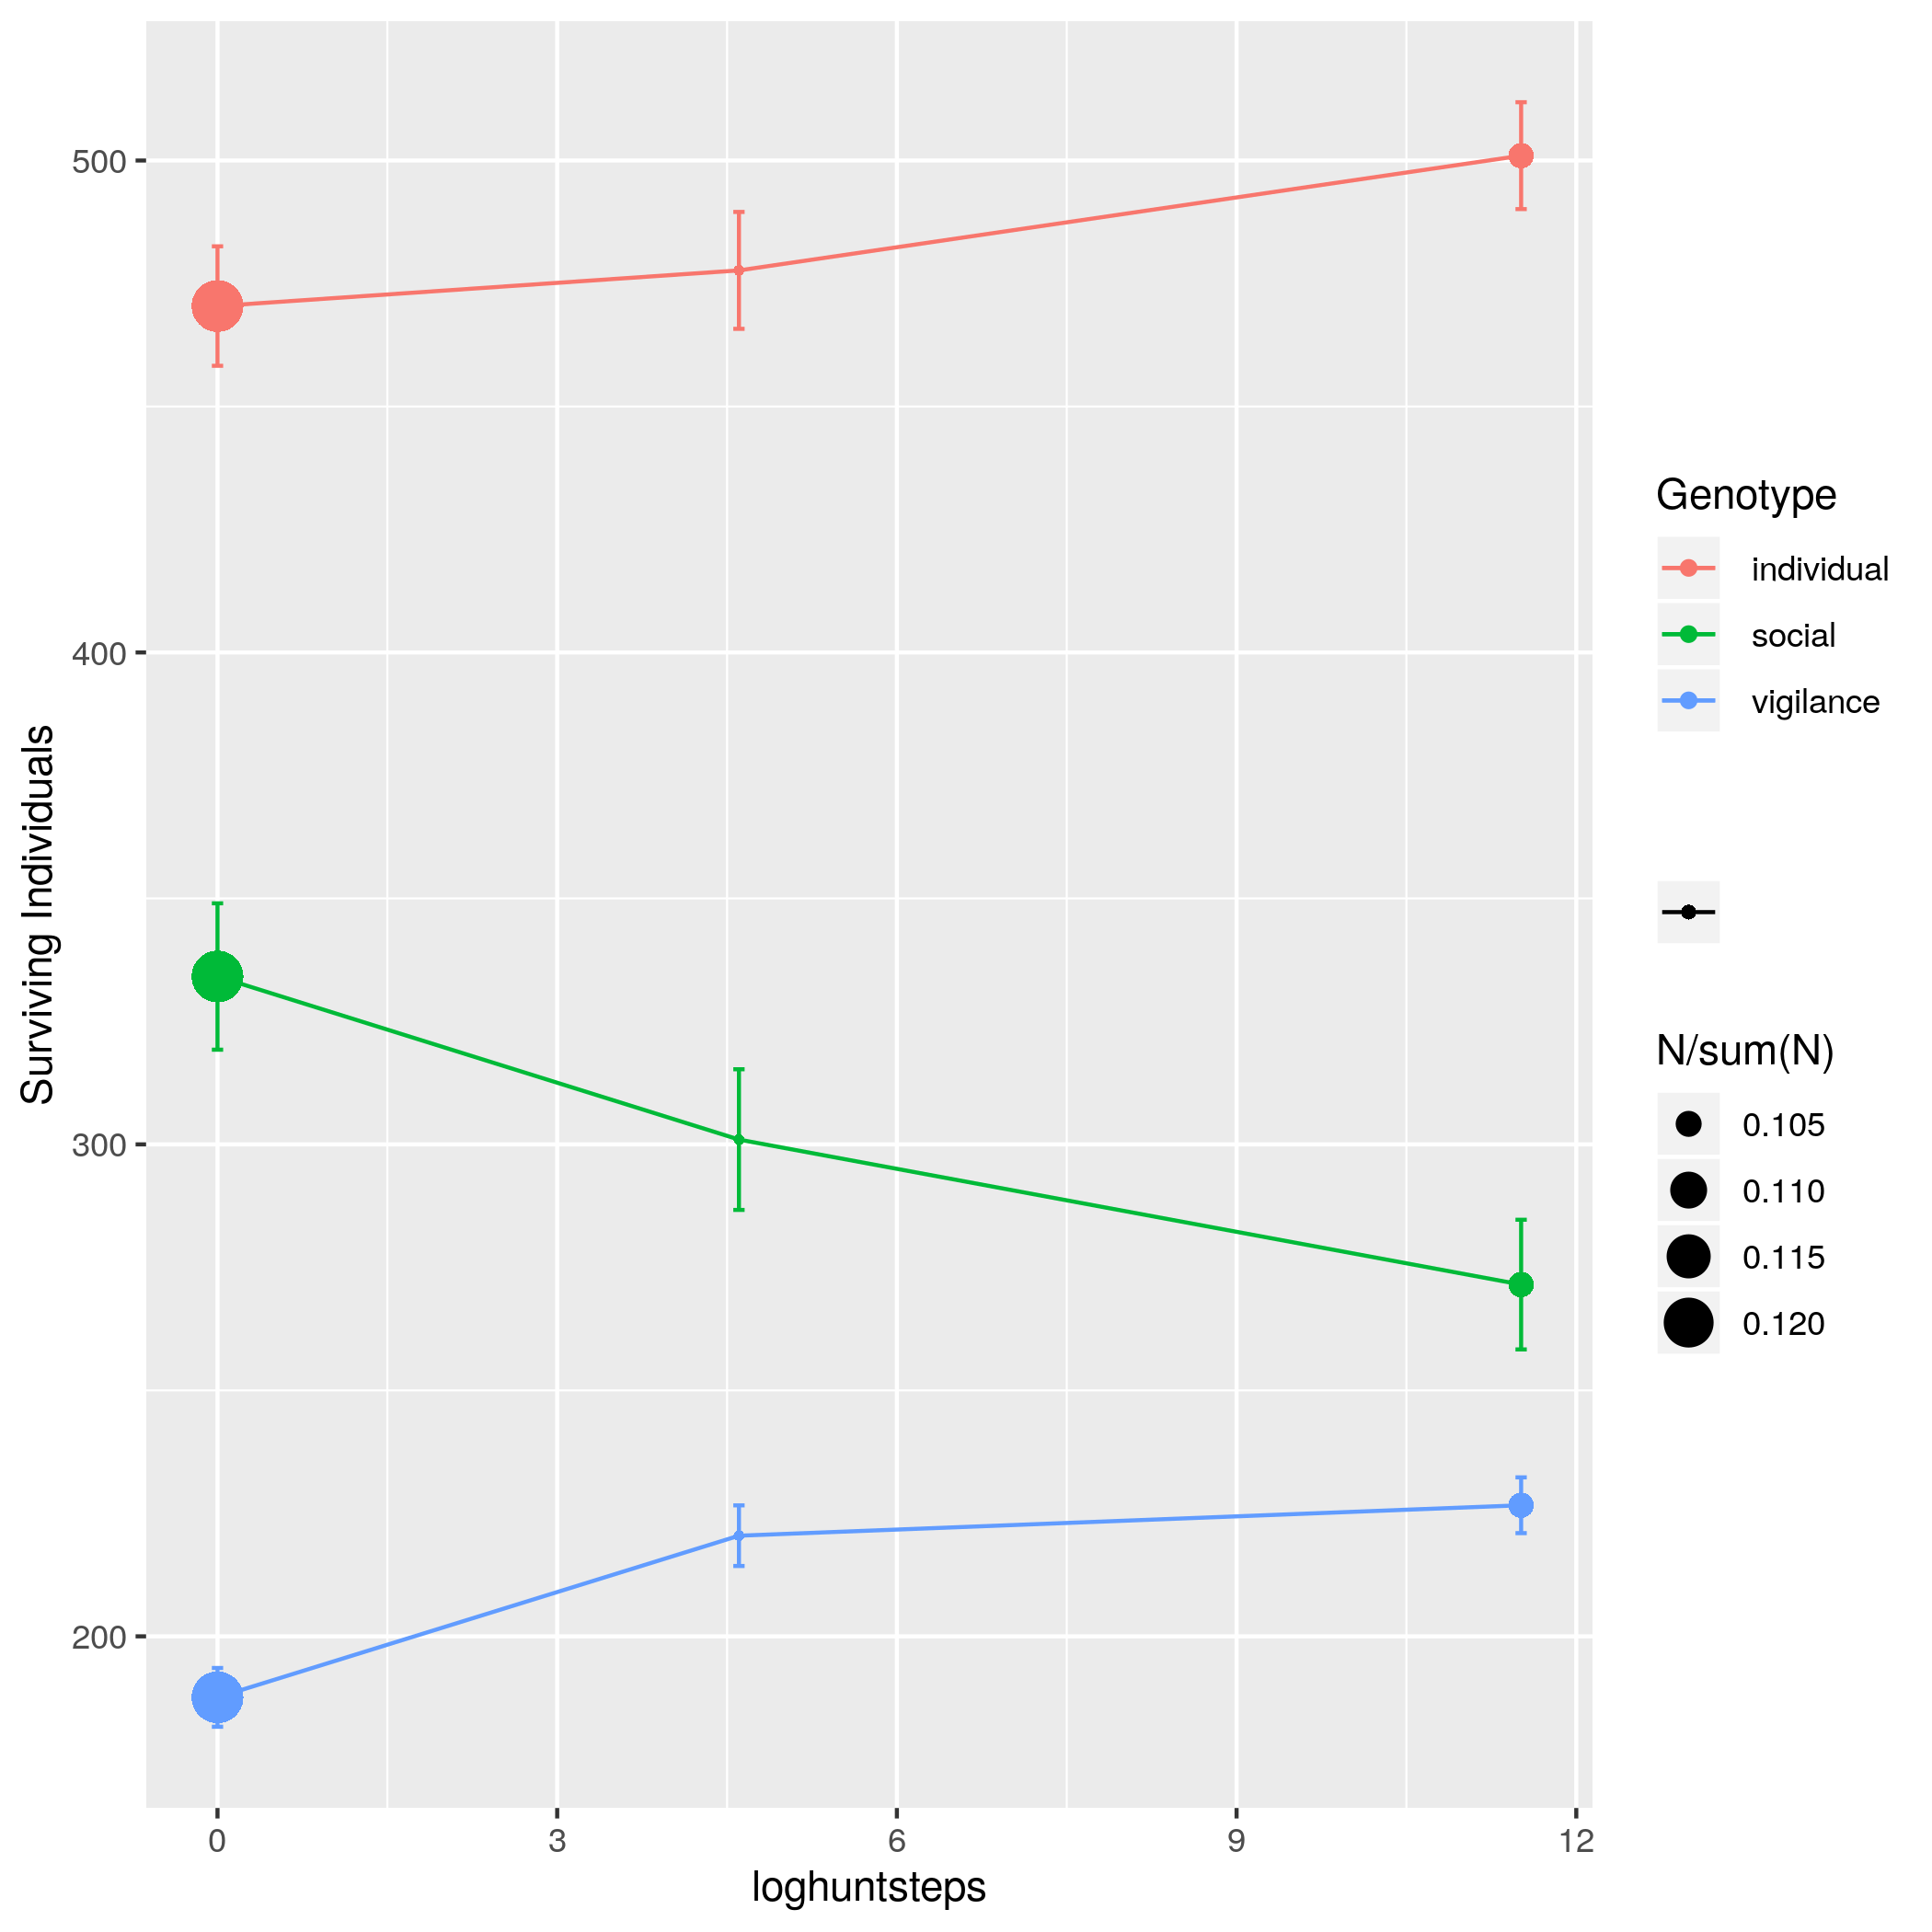 500
400
300
200
Surviving Individuals
0 3 6 9 12
loghuntsteps
Genotype
individual
social
vigilance
N/sum(N)
0.105
0.110
0.115
0.120